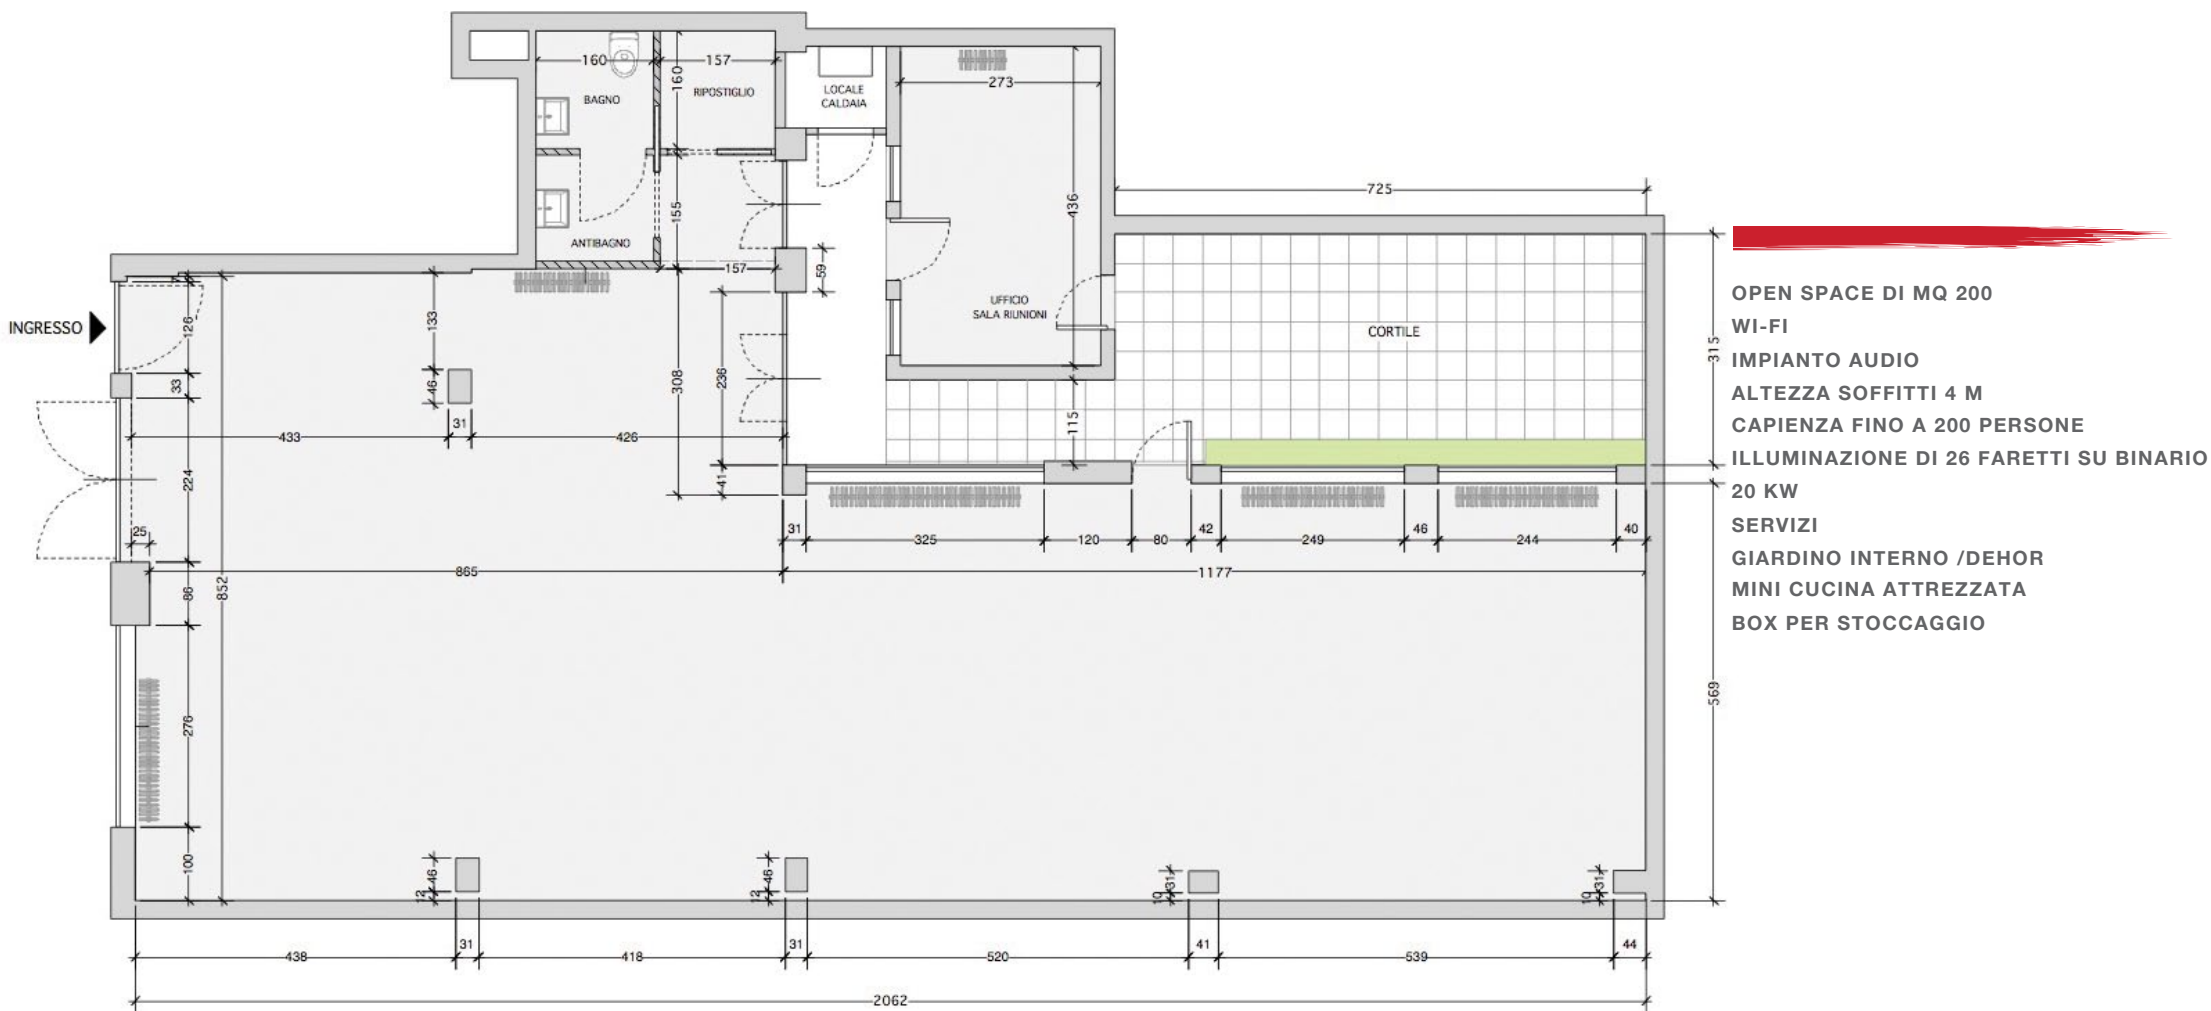 160
157
BAGNO
160
RIPOSTIGLIO
LOCALE
CALDAIA
273
436
725
155
ANTIBAGNO
157
59
UFFICIO
SALA RIUNIONI
CORTILE
315
INGRESSO
126
133
33
46
31
433
426
308
236
41
115
224
25
86
852
865
31
325
120
80
42
249
46
244
40
1177
276
100
569
46
12
46
12
31
10
31
10
438
31
418
31
520
41
539
44
2062
OPEN SPACE DI MQ 200
WI-FI
IMPIANTO AUDIO
ALTEZZA SOFFITTI 4 M
CAPIENZA FINO A 200 PERSONE
ILLUMINAZIONE DI 26 FARETTI SU BINARIO
20 KW
SERVIZI
GIARDINO INTERNO /DEHOR
MINI CUCINA ATTREZZATA
BOX PER STOCCAGGIO